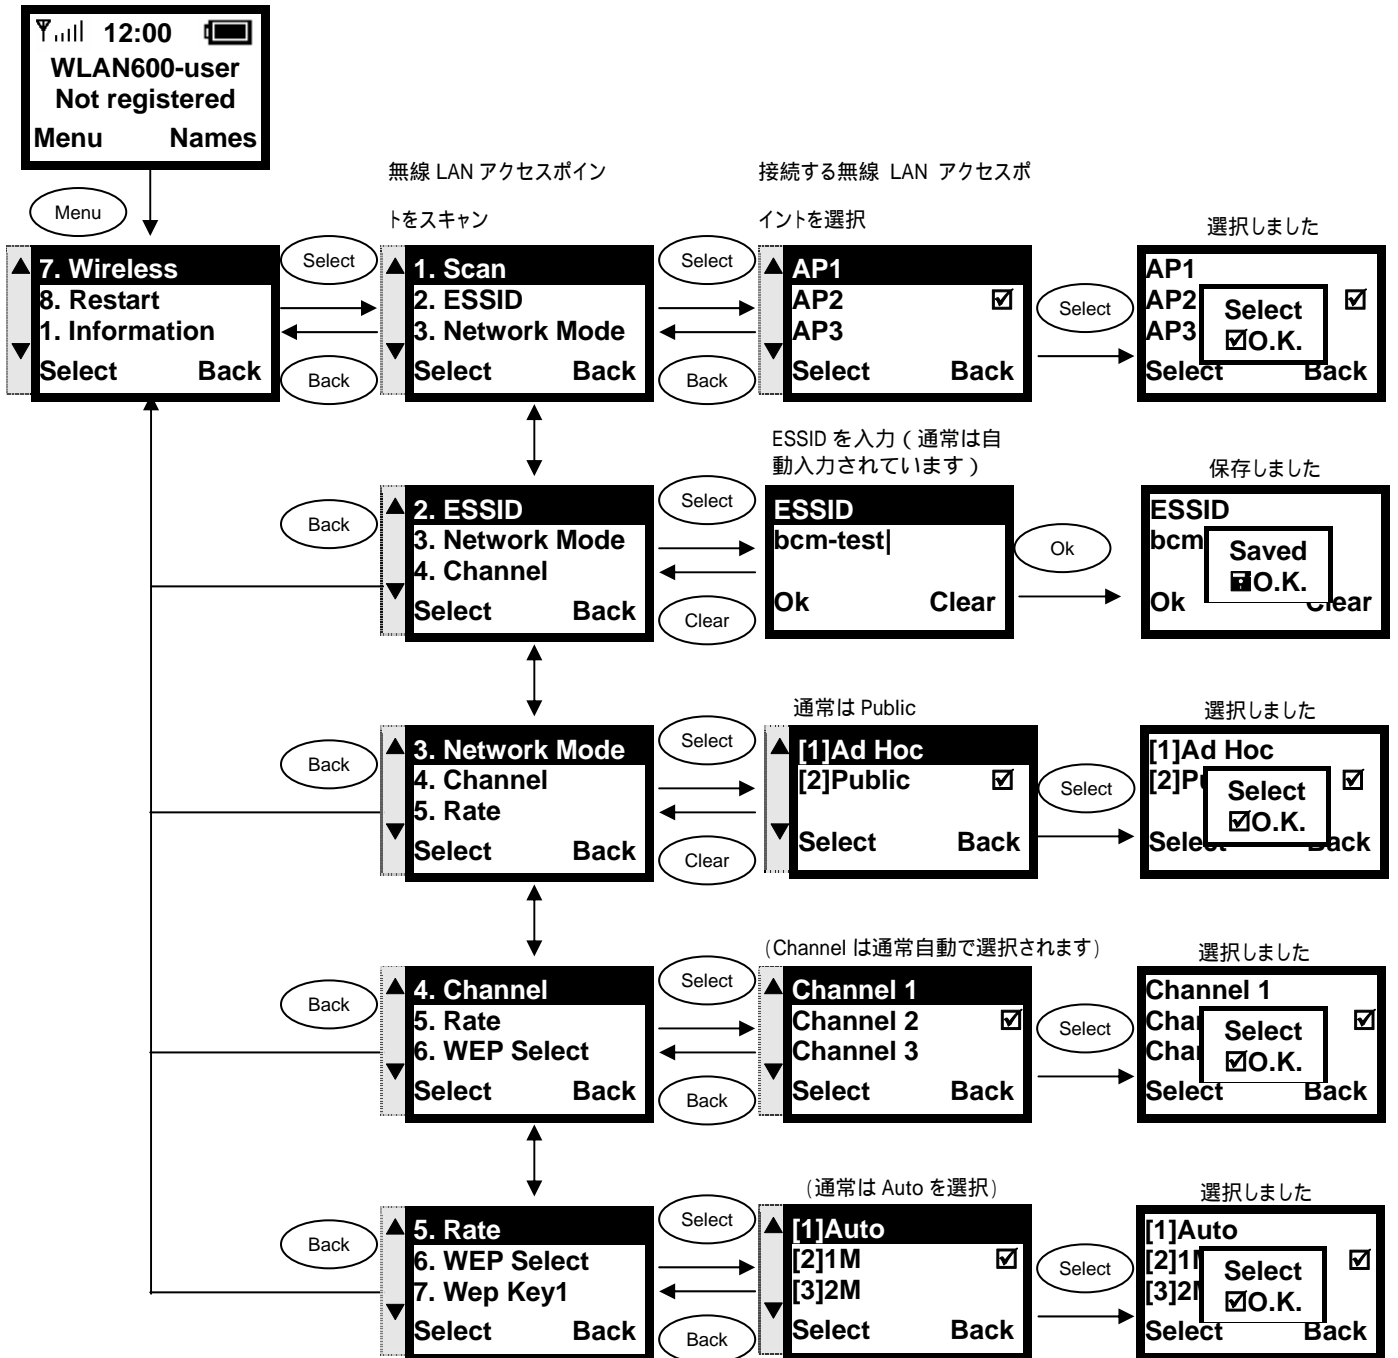 12:00
WLAN600-user
Not registered
Menu Names
Menu
無線 LAN アクセスポイン
トをスキャン
接続する無線 LAN アクセスポ
イントを選択
選択しました
7. Wireless
8. Restart
1. Information
Select Back
Select
Back
1. Scan
2. ESSID
3. Network Mode
Select Back
Select
Back
AP1
AP2
AP3
Select Back
Select
AP1
AP2
AP3
Select Back
Select
O.K.
ESSID を入力(通常は自
動入力されています)
保存しました
Back
2. ESSID
3. Network Mode
4. Channel
Select Back
Select
Clear
ESSID
bcm-test|
Ok Clear
Ok
ESSID
bcm
Ok Clear
Saved
O.K.
通常は Public
選択しました
Back
3. Network Mode
4. Channel
5. Rate
Select Back
Select
Clear
[1]Ad Hoc
[2]Public
Select Back
Select
[1]Ad Hoc
[2]Pu
Select Back
Select
O.K.
(Channel は通常自動で選択されます)
選択しました
Back
4. Channel
5. Rate
6. WEP Select
Select Back
Select
Back
Channel 1
Channel 2
Channel 3
Select Back
Select
Channel 1
Chan
Chan
Select Back
Select
O.K.
(通常は Auto を選択)
選択しました
Back
5. Rate
6. WEP Select
7. Wep Key1
Select Back
Select
Back
[1]Auto
[2]1M
[3]2M
Select Back
Select
[1]Auto
[2]1M
[3]2M
Select Back
Select
O.K.